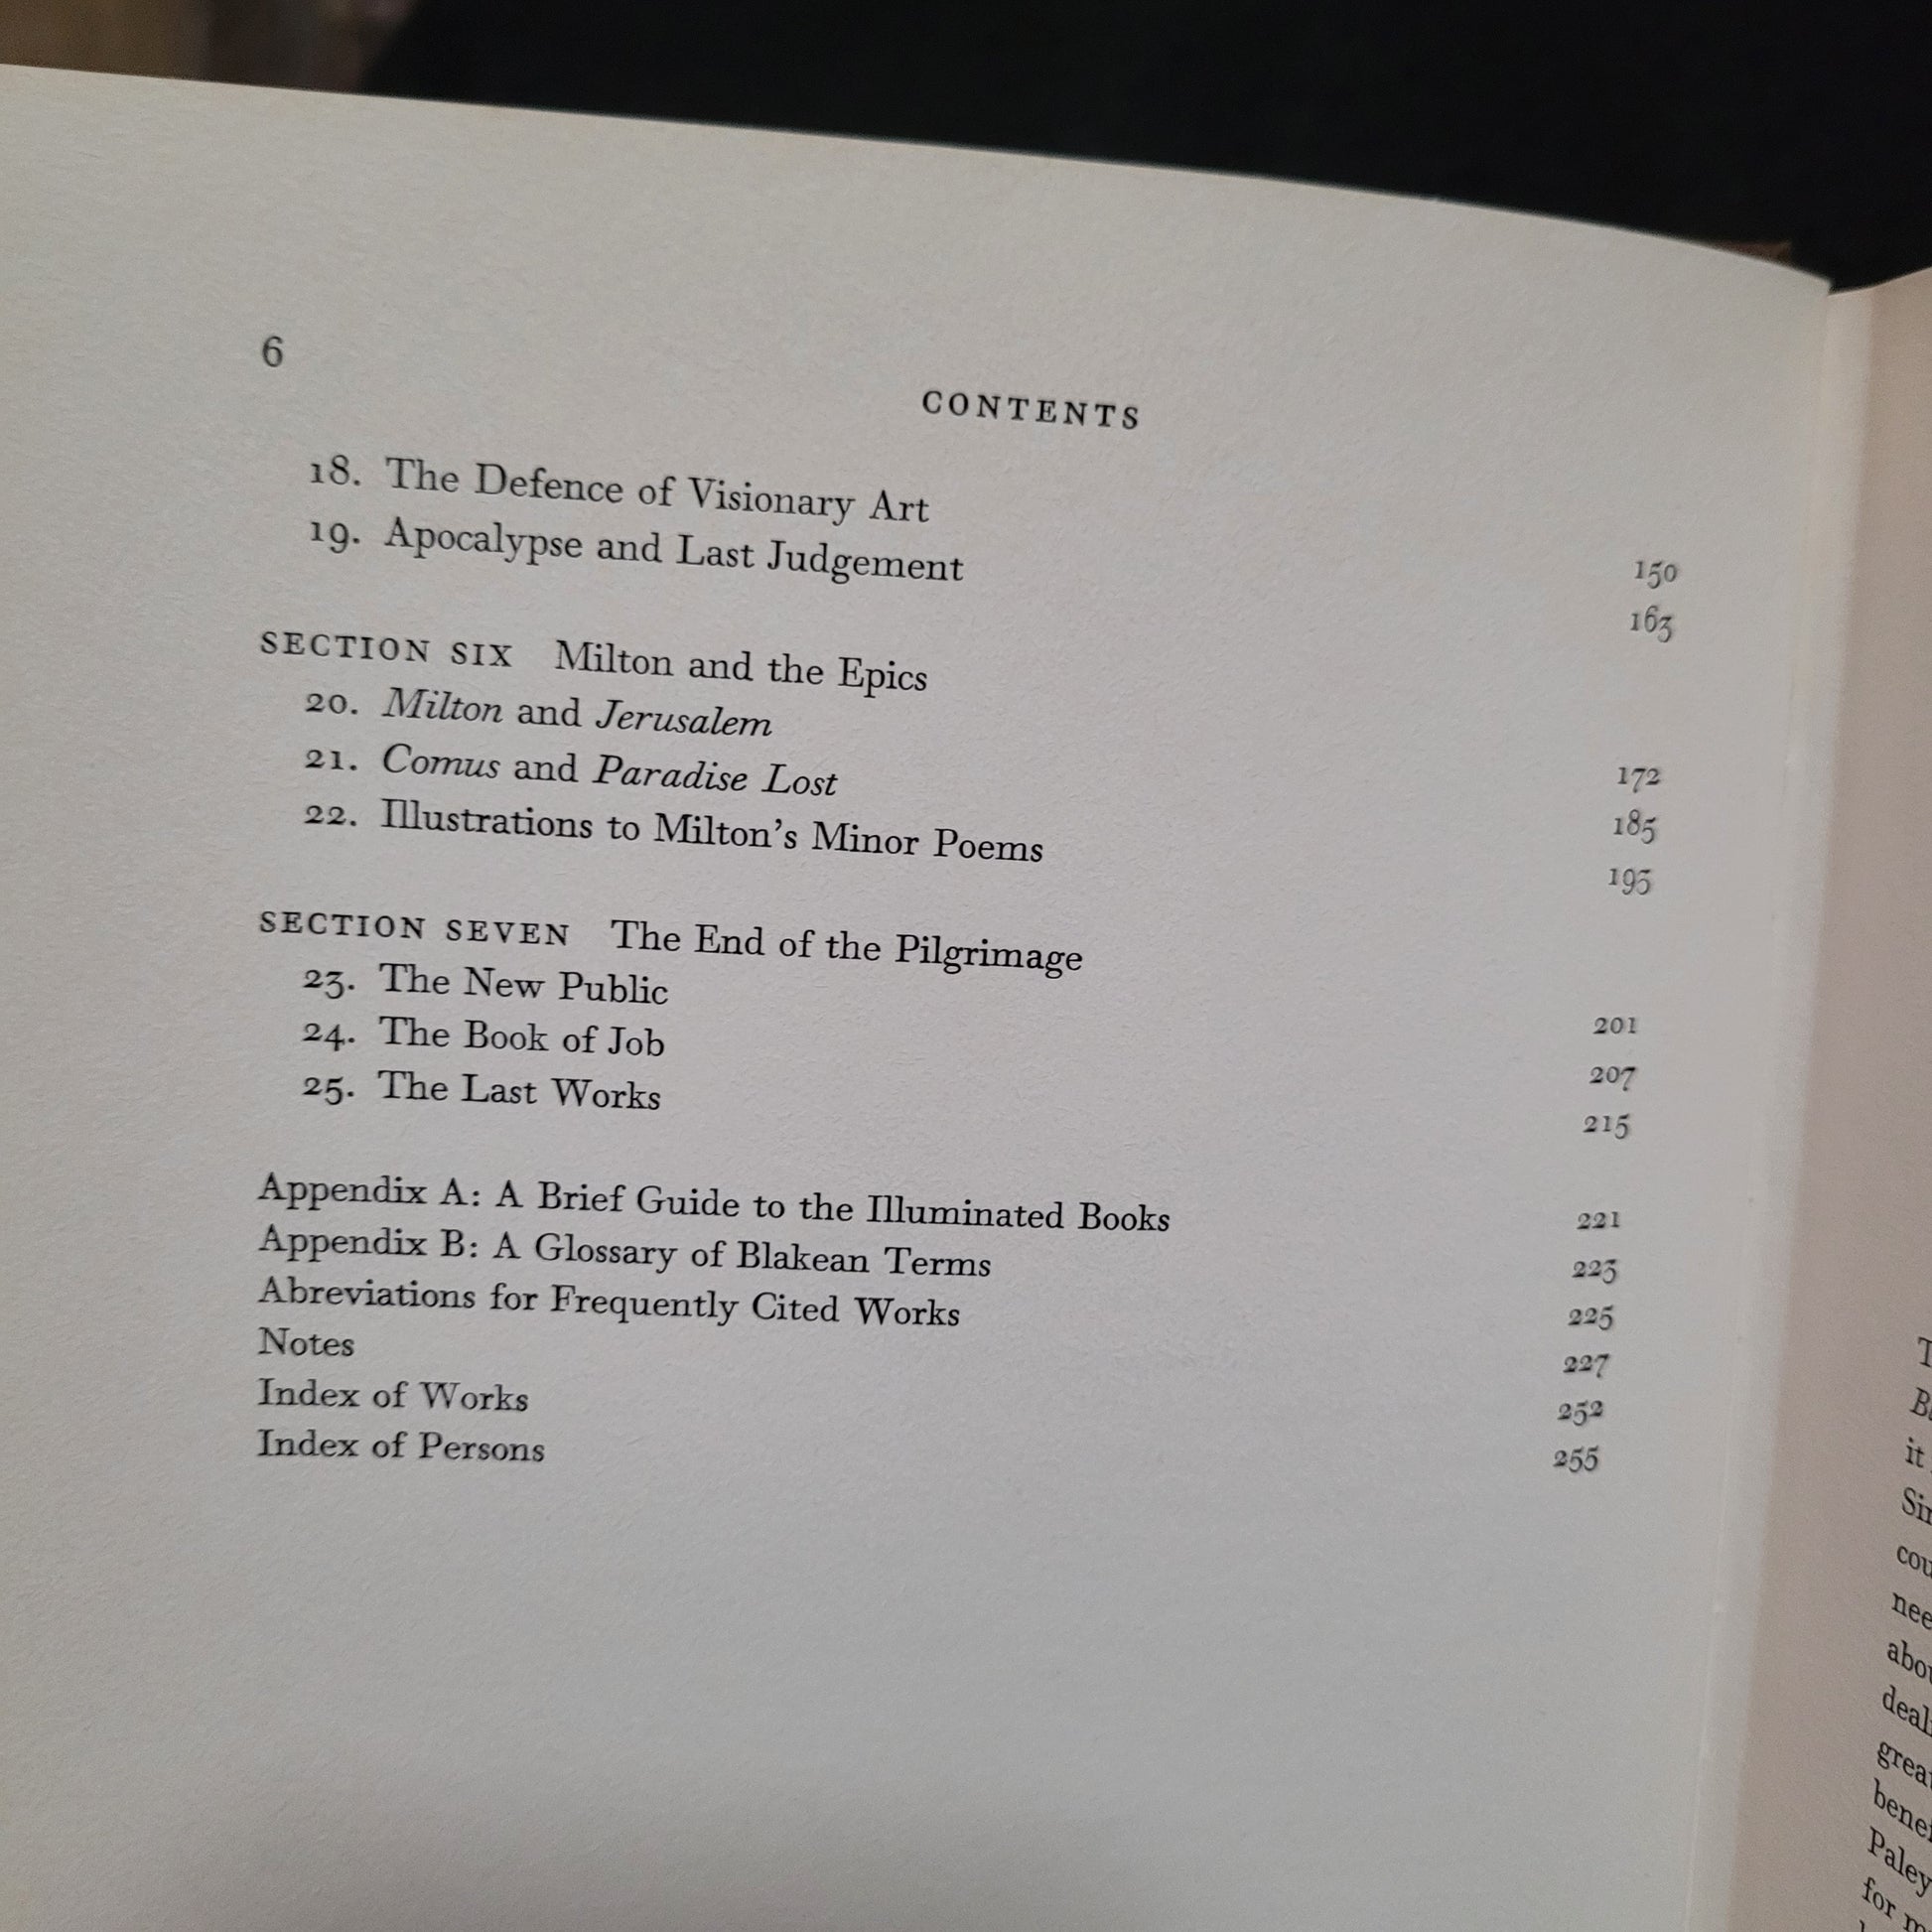 6
CONTENTS
18. The Defence of Visionary Art 150
19. Apocalypse and Last Judgement 163
SECTION SIX Milton and the Epics
20. Milton and Jerusalem 172
21. Comus and Paradise Lost 185
22. Illustrations to Milton's Minor Poems 193
SECTION SEVEN The End of the Pilgrimage
23. The New Public 201
24. The Book of Job 207
25. The Last Works 215
Appendix A: A Brief Guide to the Illuminated Books 221
Appendix B: A Glossary of Blakean Terms 223
Abreviations for Frequently Cited Works 225
Notes 227
Index of Works 252
Index of Persons 255
it
Paley
for